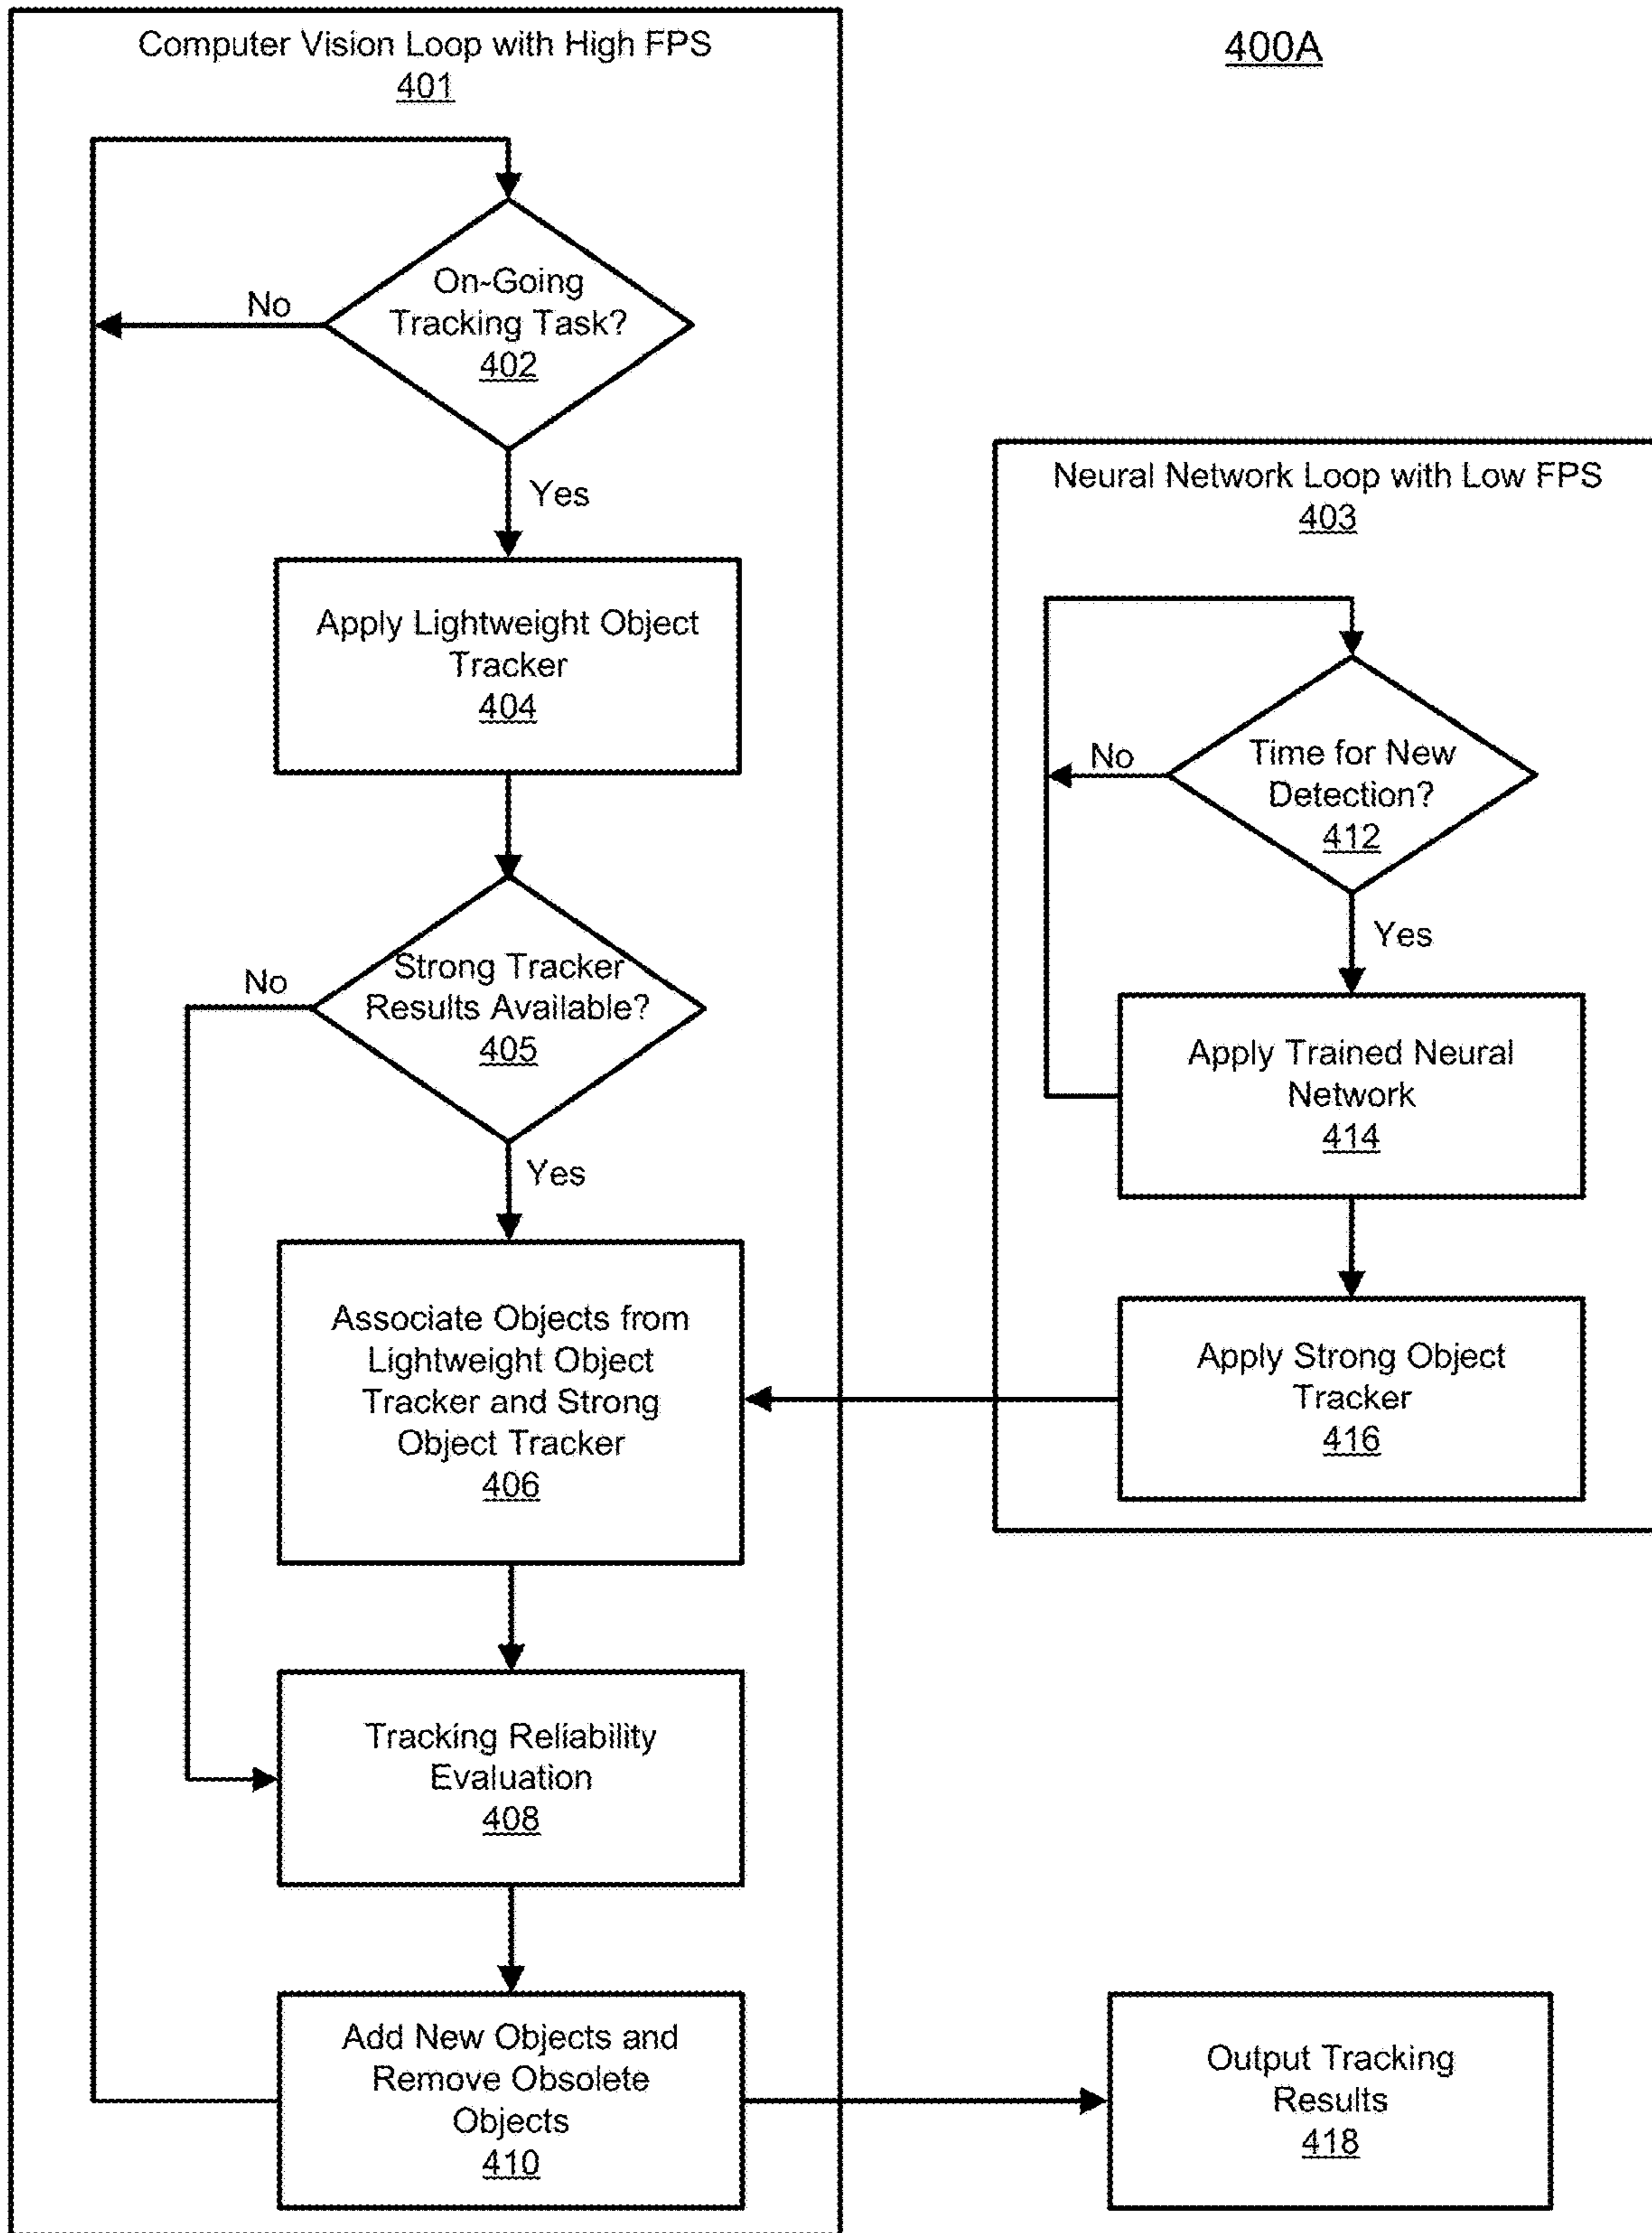 Computer Vision Loop with High FPS
401
400A
On-Going
Tracking Task?
402
No
Yes
Apply Lightweight Object
Tracker
404
Strong Tracker
Results Available?
405
No
Yes
Associate Objects from
Lightweight Object
Tracker and Strong
Object Tracker
406
Tracking Reliability
Evaluation
408
Add New Objects and
Remove Obsolete
Objects
410
Neural Network Loop with Low FPS
403
Time for New
Detection?
412
No
Yes
Apply Trained Neural
Network
414
Apply Strong Object
Tracker
416
Output Tracking
Results
418